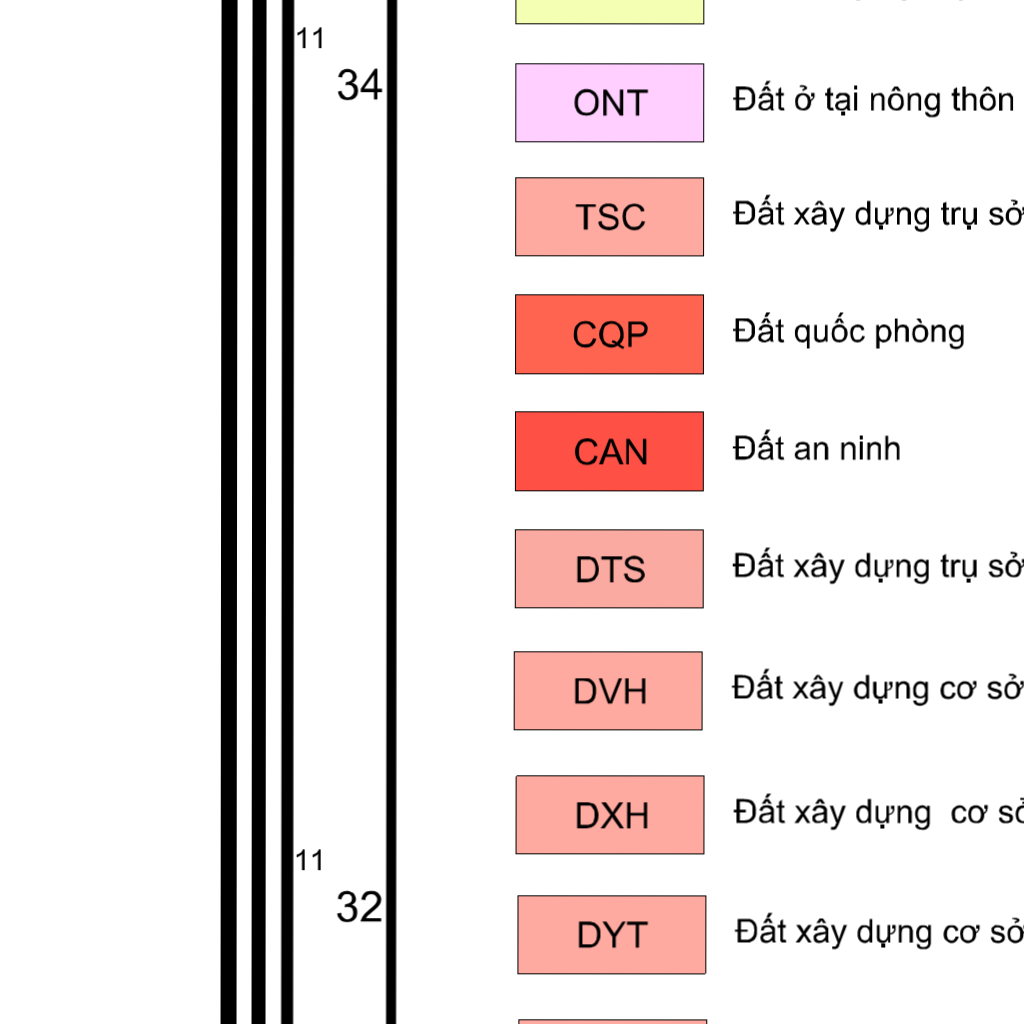 11
34
ONT Đất ở tại nông thôn
TSC Đất xây dựng trụ sở
CQP Đất quốc phòng
CAN Đất an ninh
DTS Đất xây dựng trụ sở
DVH Đất xây dựng cơ sở
DXH Đất xây dựng cơ sở
11
32
DYT Đất xây dựng cơ sở